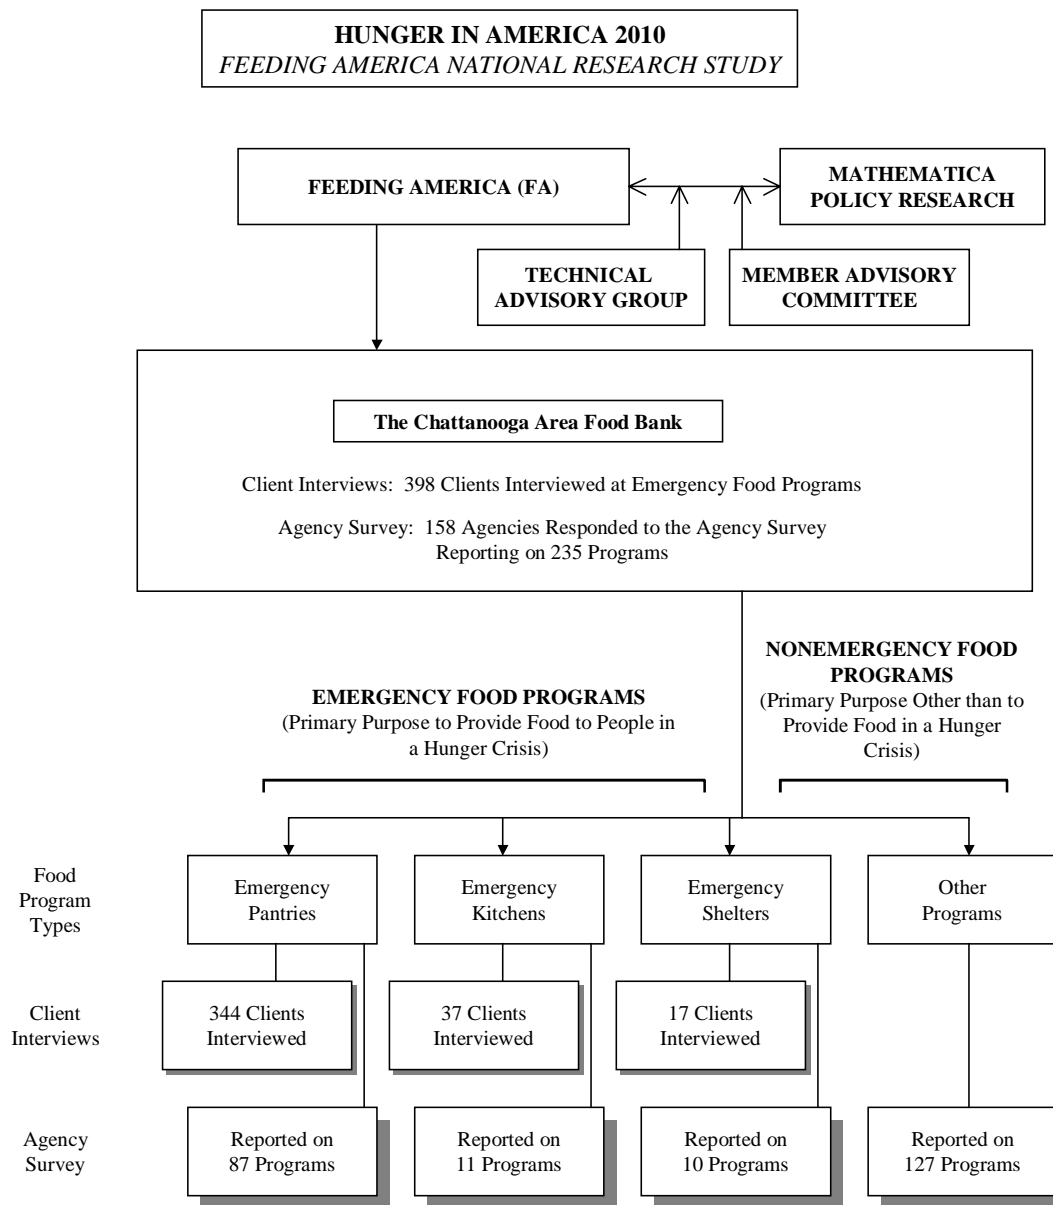 HUNGER IN AMERICA 2010
FEEDING AMERICA NATIONAL RESEARCH STUDY
FEEDING AMERICA (FA)
MATHEMATICA
POLICY RESEARCH
TECHNICAL
ADVISORY GROUP
MEMBER ADVISORY
COMMITTEE
The Chattanooga Area Food Bank
Client Interviews:  398 Clients Interviewed at Emergency Food Programs
Agency Survey:  158 Agencies Responded to the Agency Survey
Reporting on 235 Programs
EMERGENCY FOOD PROGRAMS
(Primary Purpose to Provide Food to People in
a Hunger Crisis)
NONEMERGENCY FOOD
PROGRAMS
(Primary Purpose Other than to
Provide Food in a Hunger
Crisis)
Food
Program
Types
Emergency
Pantries
Emergency
Kitchens
Emergency
Shelters
Other
Programs
Client
Interviews
344 Clients
Interviewed
37 Clients
Interviewed
17 Clients
Interviewed
Agency
Survey
Reported on
87 Programs
Reported on
11 Programs
Reported on
10 Programs
Reported on
127 Programs